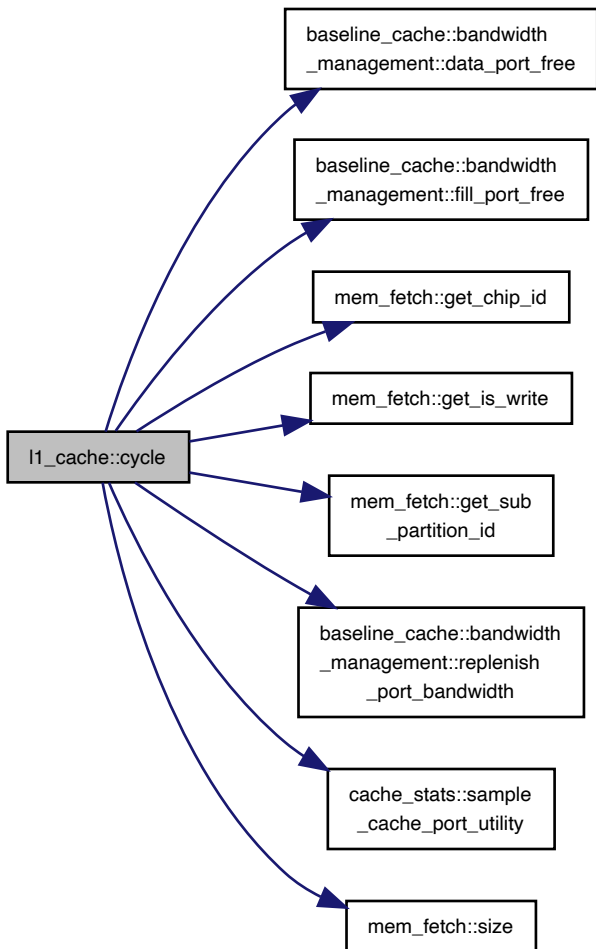 baseline_cache::bandwidth
_management::data_port_free
baseline_cache::bandwidth
_management::fill_port_free
mem_fetch::get_chip_id
mem_fetch::get_is_write
l1_cache::cycle
mem_fetch::get_sub
_partition_id
baseline_cache::bandwidth
_management::replenish
_port_bandwidth
cache_stats::sample
_cache_port_utility
mem_fetch::size